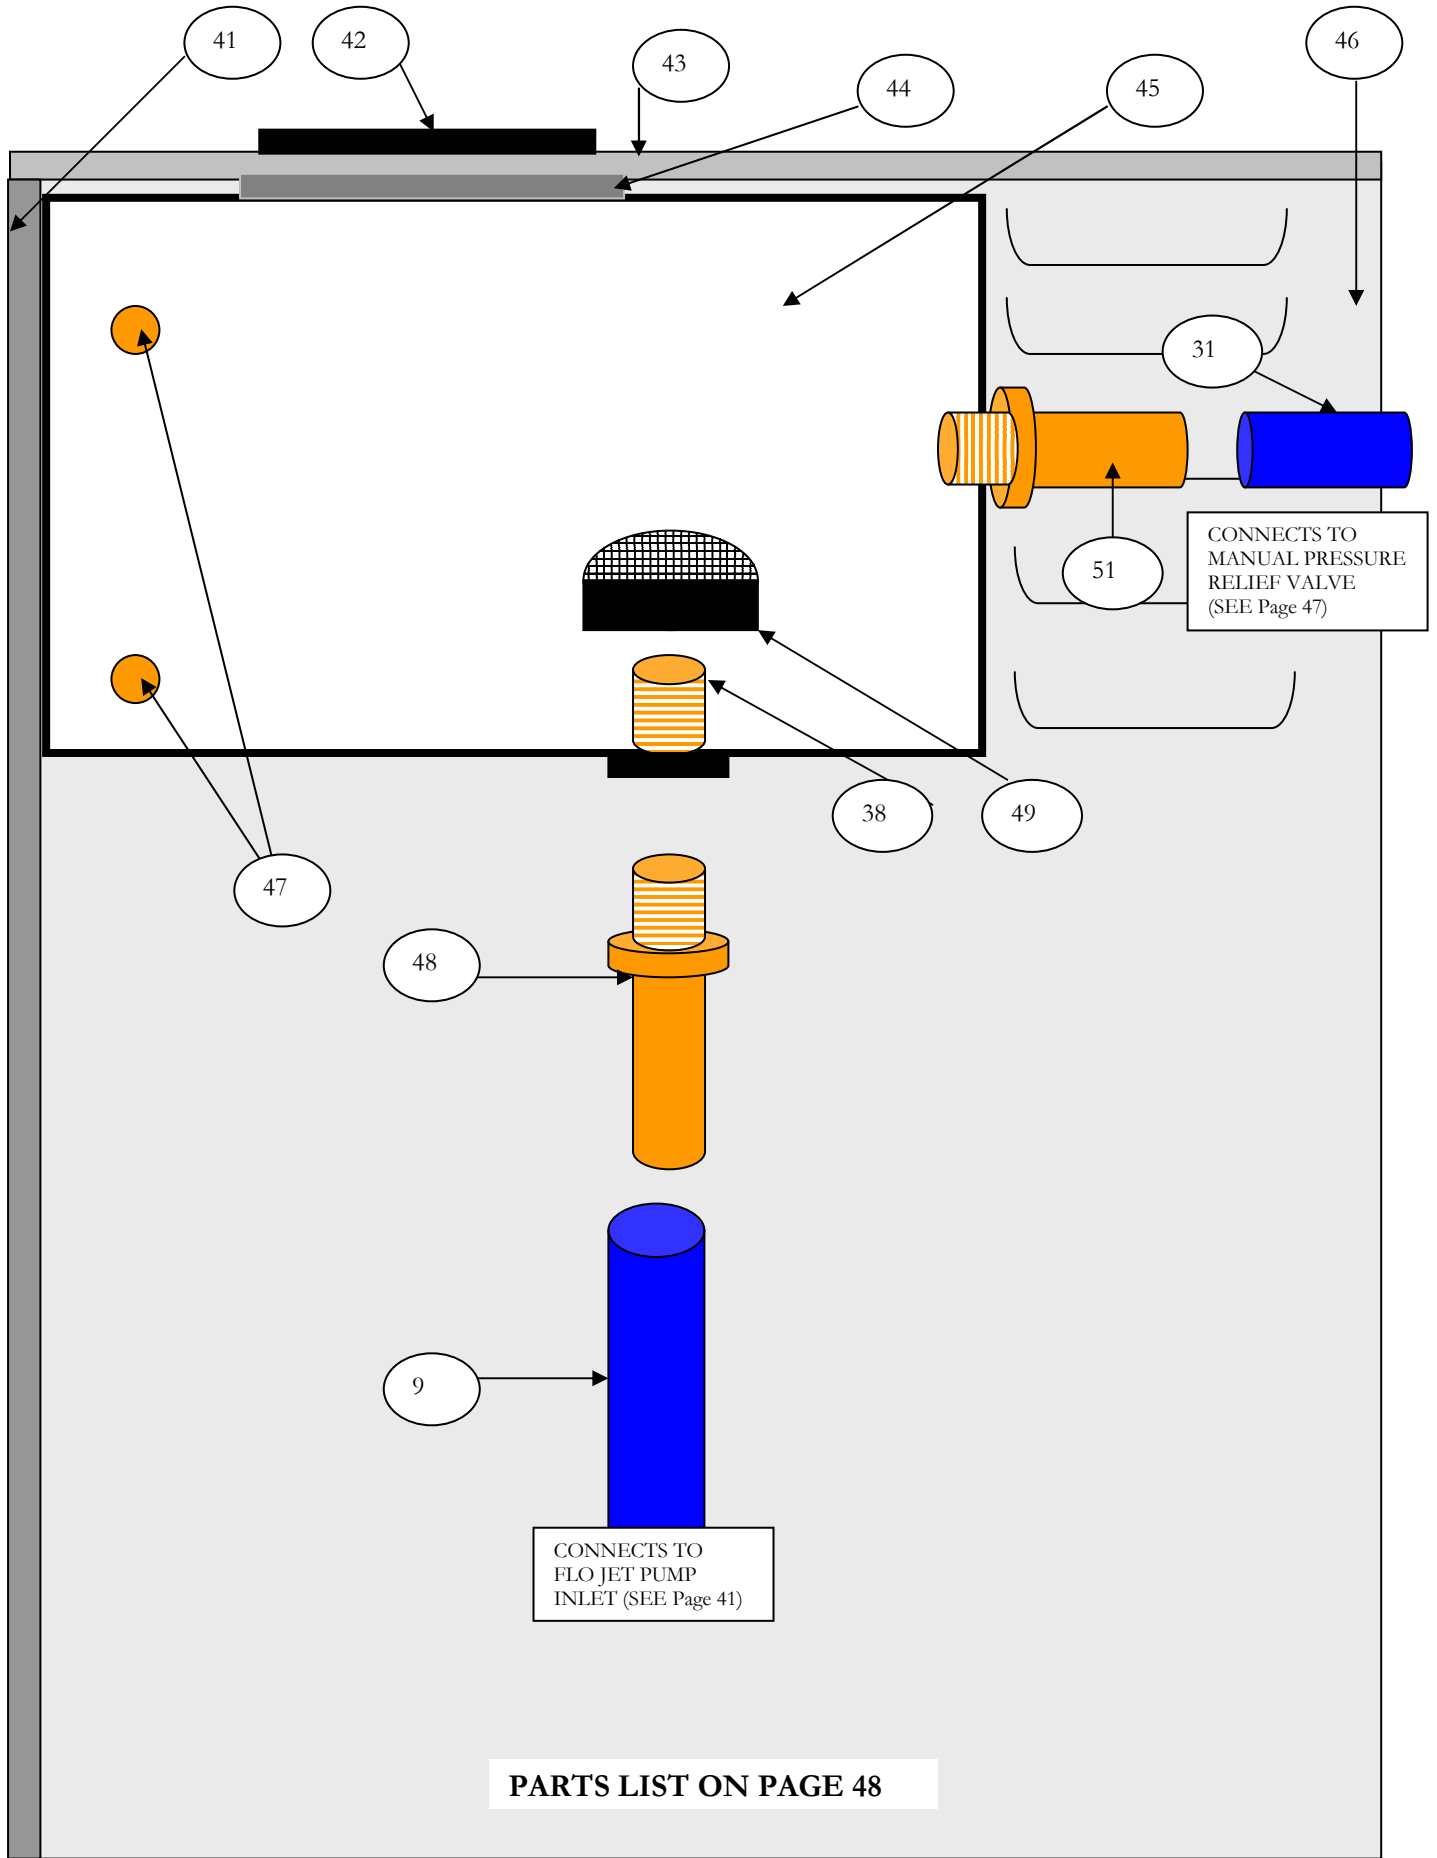 41
42
43
44
45
46
31
CONNECTS TO
MANUAL PRESSURE
RELIEF VALVE
(SEE Page 47)
51
38
49
47
48
9
CONNECTS TO
FLO JET PUMP
INLET (SEE Page 41)
PARTS LIST ON PAGE 48